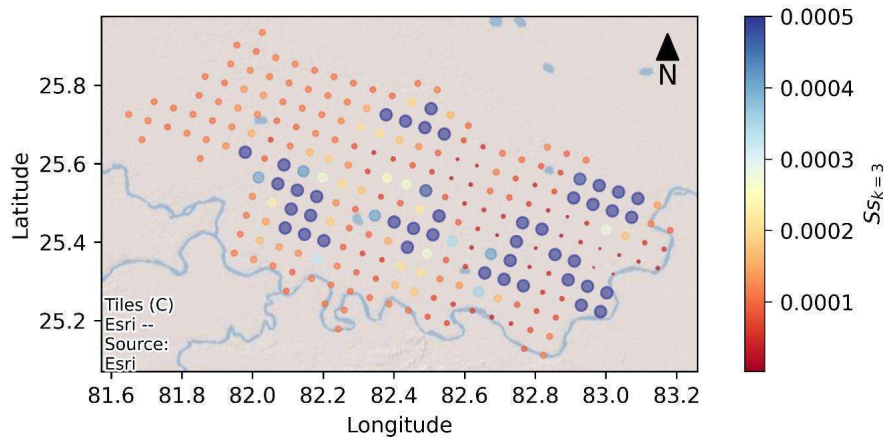 25.8
25.6
25.4
25.2
Latitude
N
Tiles (C)
Esri --
Source:
Esri
81.6 81.8 82.0 82.2 82.4 82.6 82.8 83.0 83.2
Longitude
0.0005
0.0004
0.0003
0.0002
0.0001
Ss_{k=3}